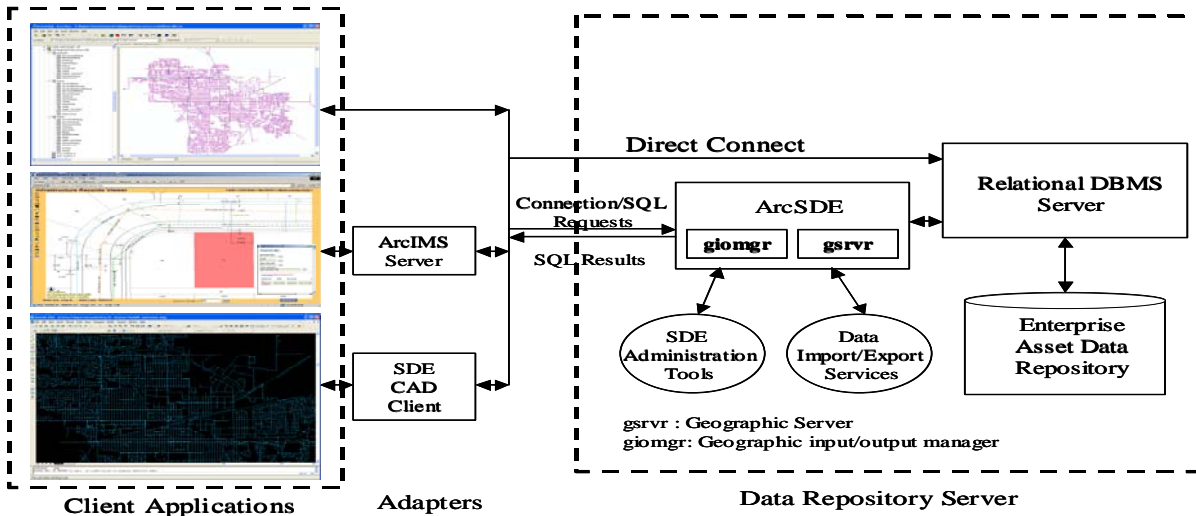 Direct Connect
Relational DBMS
Server
Connection/SQL
Requests
ArcSDE
giomgr
gsrvr
ArcIMS
Server
SQL Results
SDE
CAD
Client
SDE
Administration
Tools
Data
Import/Export
Services
Enterprise
Asset Data
Repository
gsrvr : Geographic Server
giomgr: Geographic input/output manager
Client Applications
Adapters
Data Repository Server